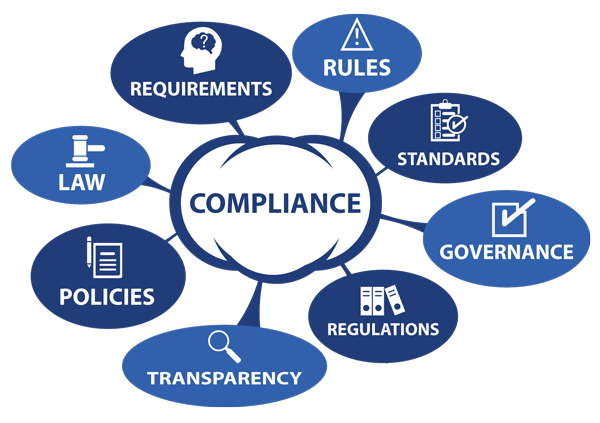 REQUIREMENTS
RULES
STANDARDS
LAW
COMPLIANCE
GOVERNANCE
POLICIES
REGULATIONS
TRANSPARENCY